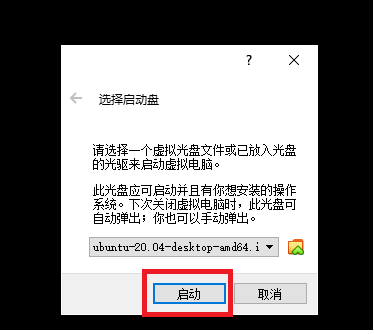 ?
选择启动盘
请选择一个虚拟光盘文件或已放入光盘
的光驱来启动虚拟电脑。
此光盘应可启动并且有你想安装的操作
系统。下次关闭虚拟电脑时，此光盘可
自动弹出；你也可以手动弹出。
ubuntu-20.04-desktop-amd64.i
启动 取消